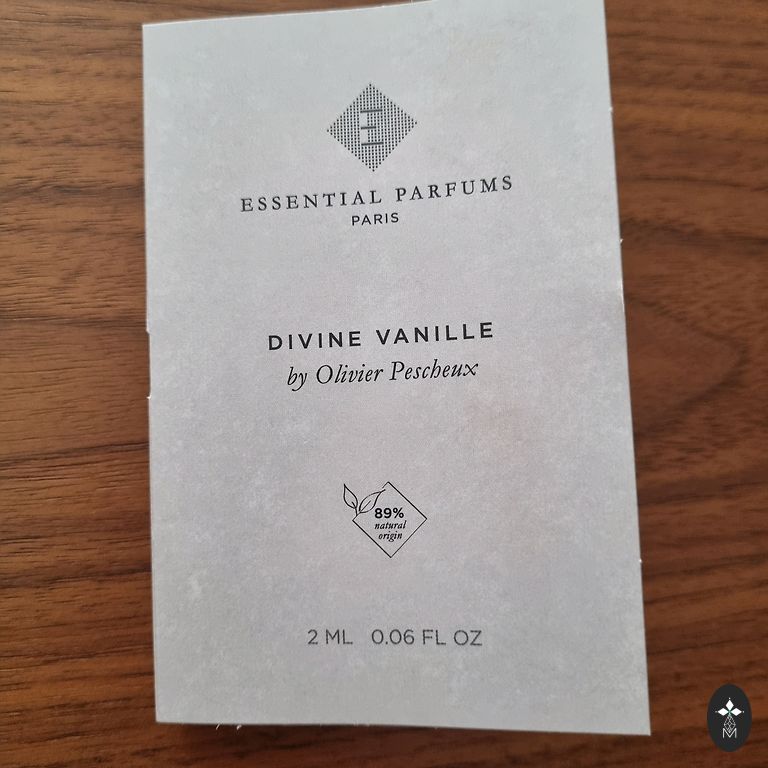 ESSENTIAL PARFUMS
PARIS
DIVINE VANILLE
by Olivier Pescheux
89%
natural
origin
2 ML 0.06 FL OZ
M